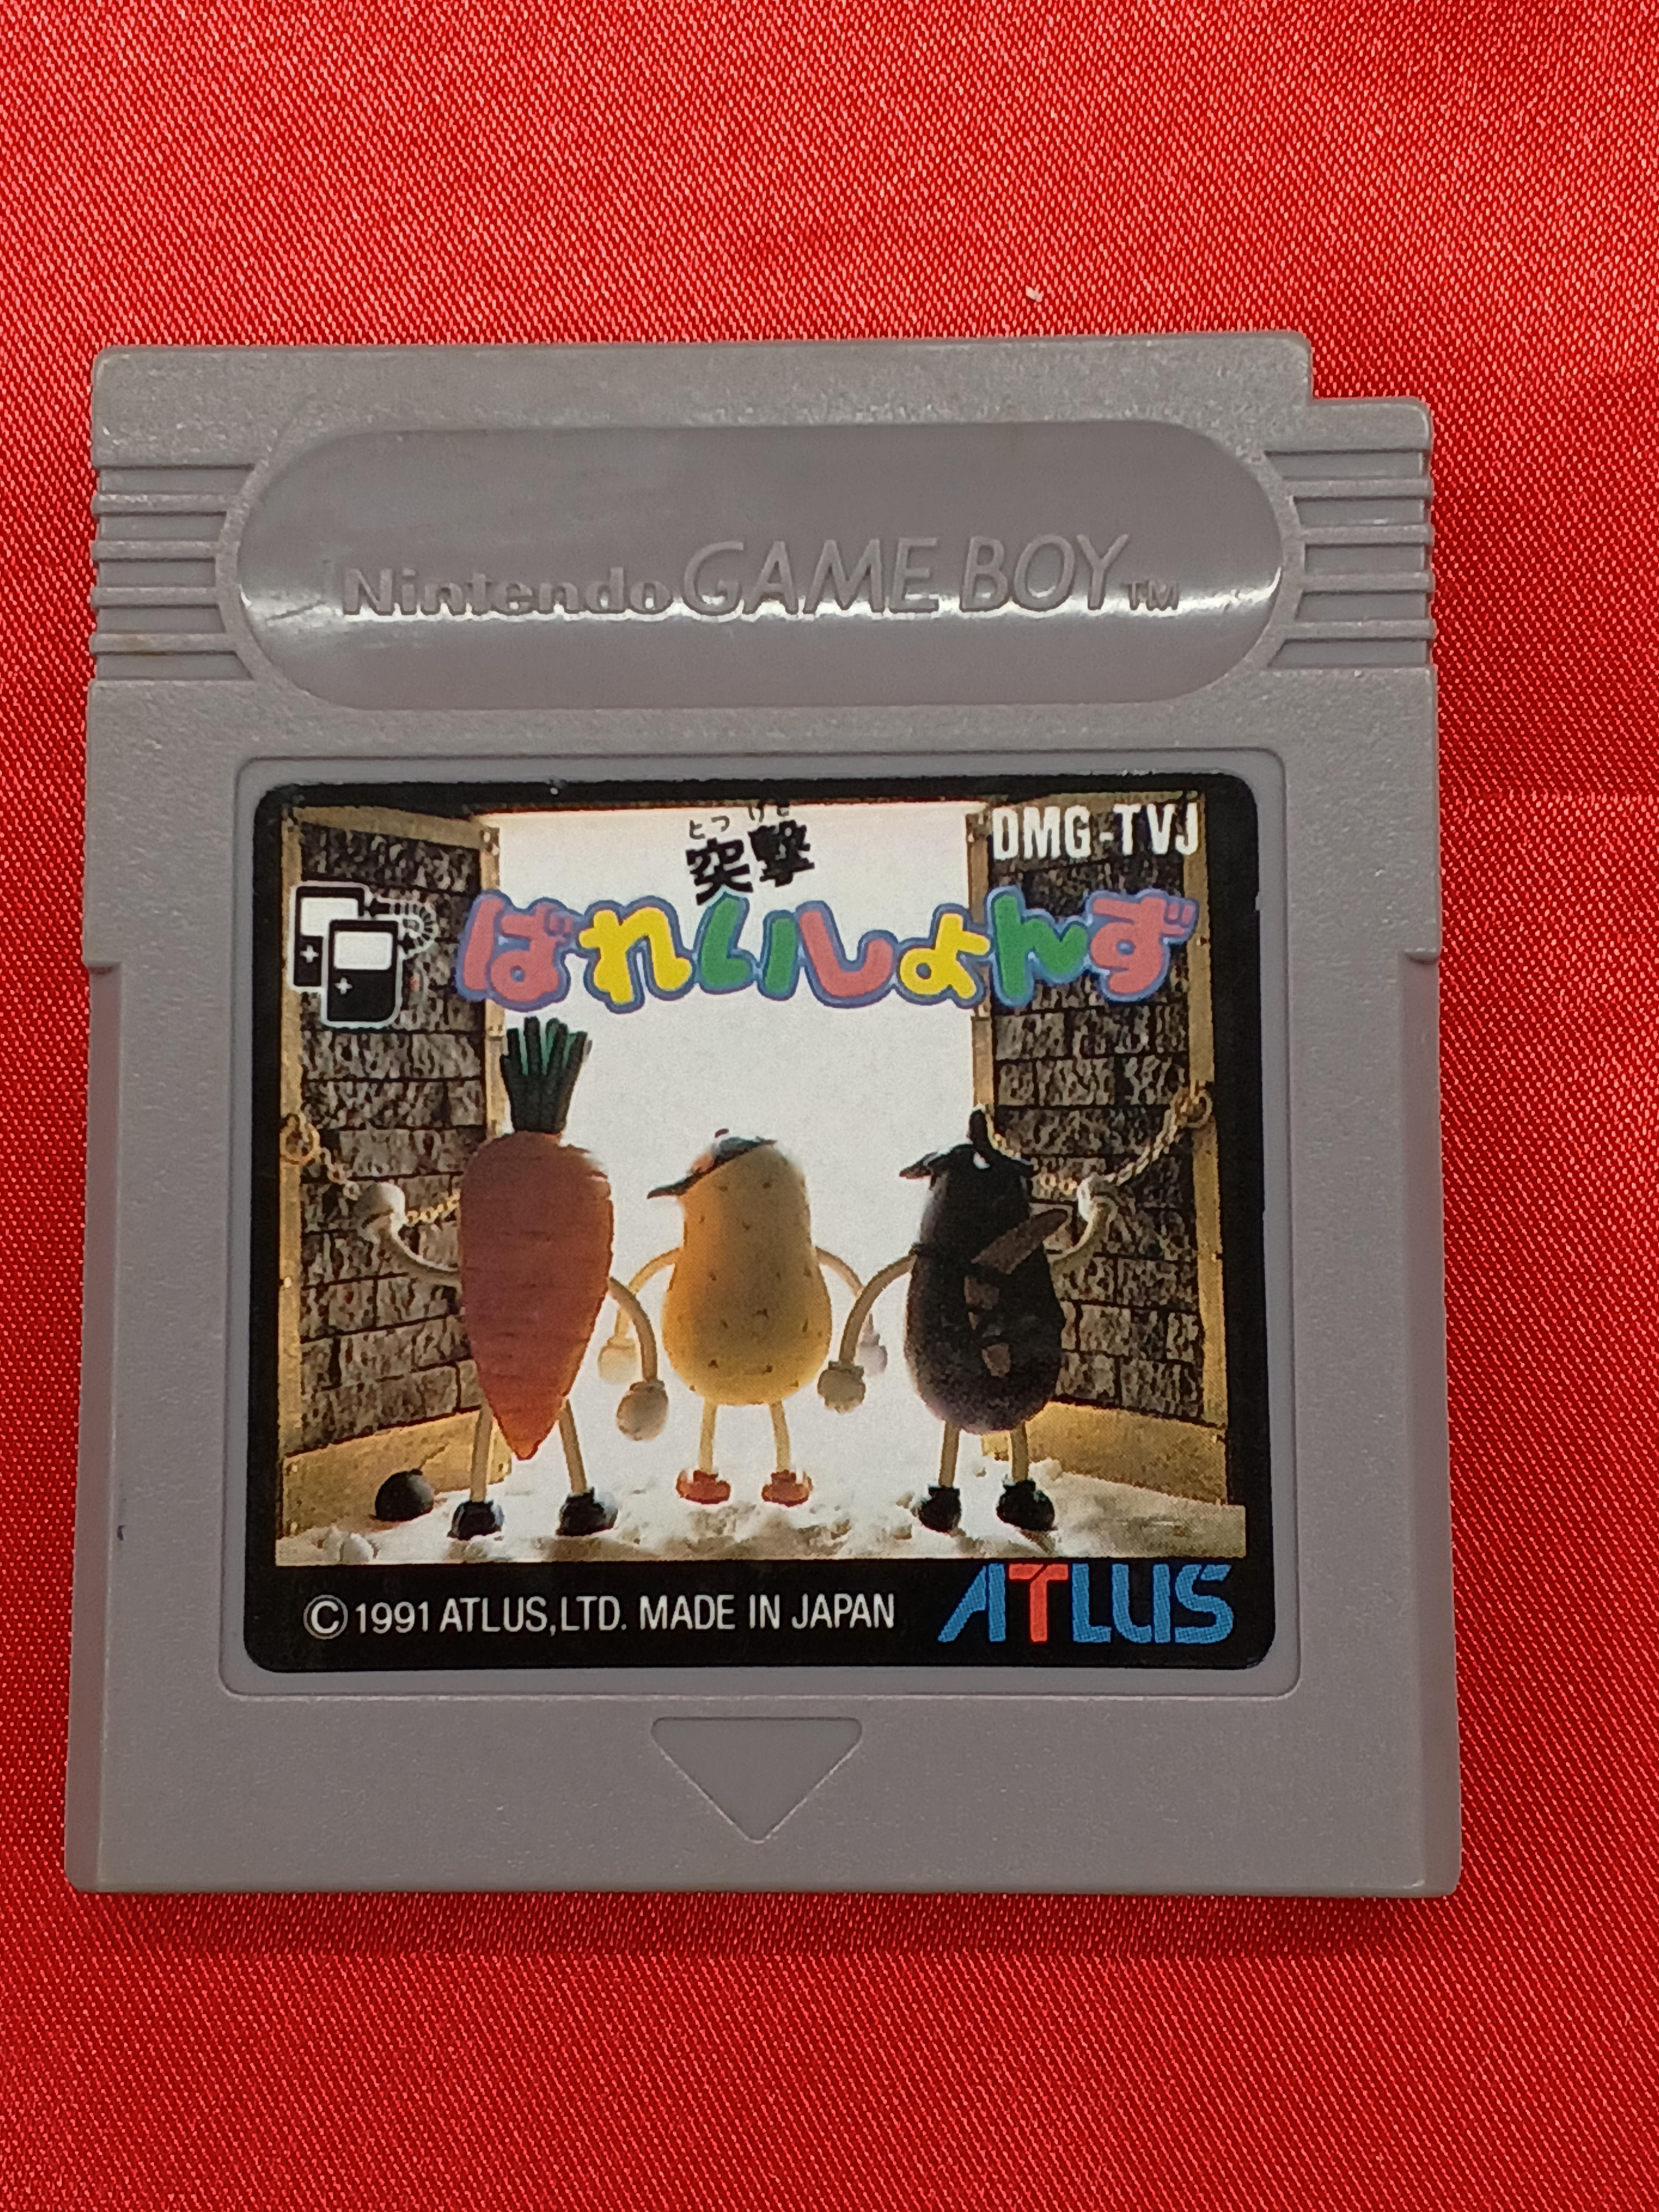 Nintendo GAME BOY TM
DMG-TVJ
とつ げき
突撃
ばれいしょんず
©1991 ATLUS,LTD. MADE IN JAPAN
ATLUS